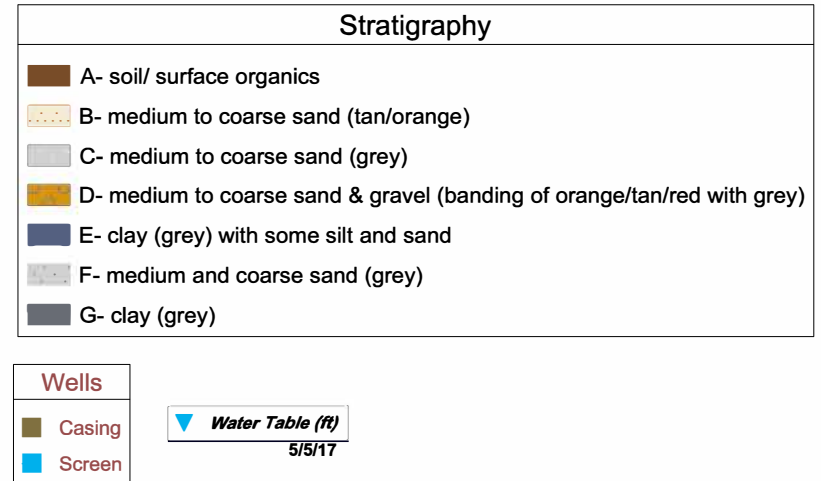 Stratigraphy
A- soil/ surface organics
B- medium to coarse sand (tan/orange)
C- medium to coarse sand (grey)
D- medium to coarse sand & gravel (banding of orange/tan/red with grey)
E- clay (grey) with some silt and sand
F- medium and coarse sand (grey)
G- clay (grey)
Wells
Casing
Screen
Water Table (ft)
5/5/17